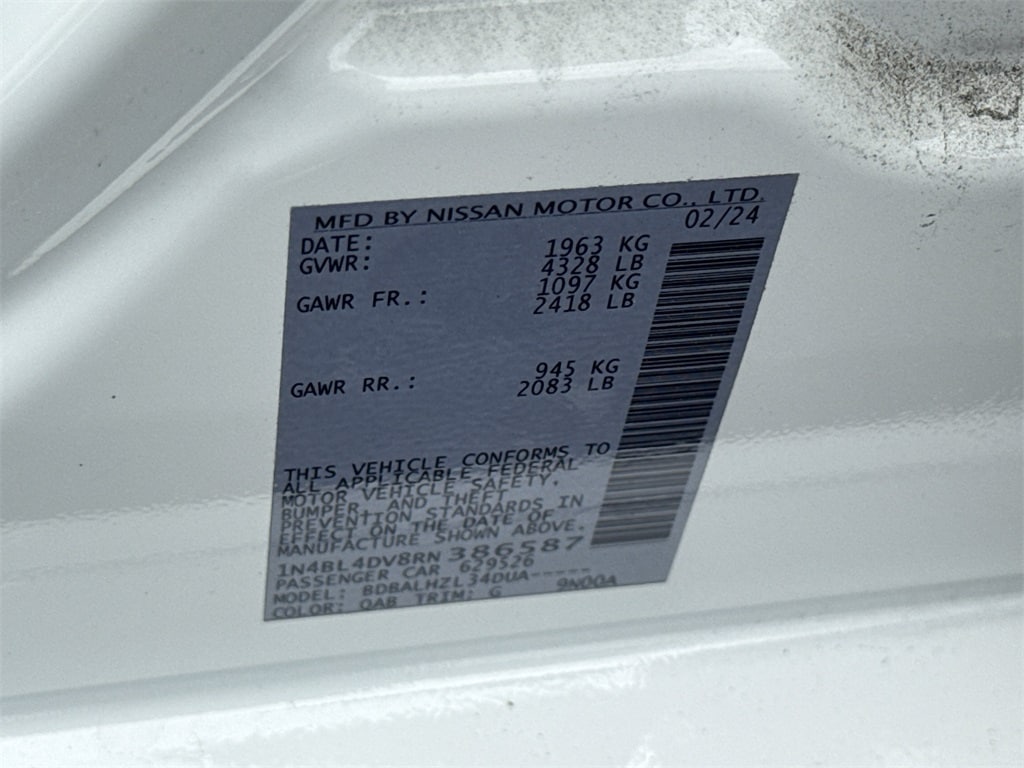 MFD BY NISSAN MOTOR CO., LTD.
DATE: 02/24
GVWR: 1963 KG
4328 LB
GAWR FR.: 1097 KG
2418 LB
GAWR RR.: 945 KG
2083 LB
THIS VEHICLE CONFORMS TO
ALL APPLICABLE FEDERAL
MOTOR VEHICLE SAFETY,
BUMPER, AND THEFT
PREVENTION STANDARDS IN
EFFECT ON THE DATE OF
MANUFACTURE SHOWN ABOVE.
1N4BL4DV8RN386587
PASSENGER CAR 629526
MODEL: BDBALHZL34DUA-----
COLOR: QAB TRIM: G 9N00A